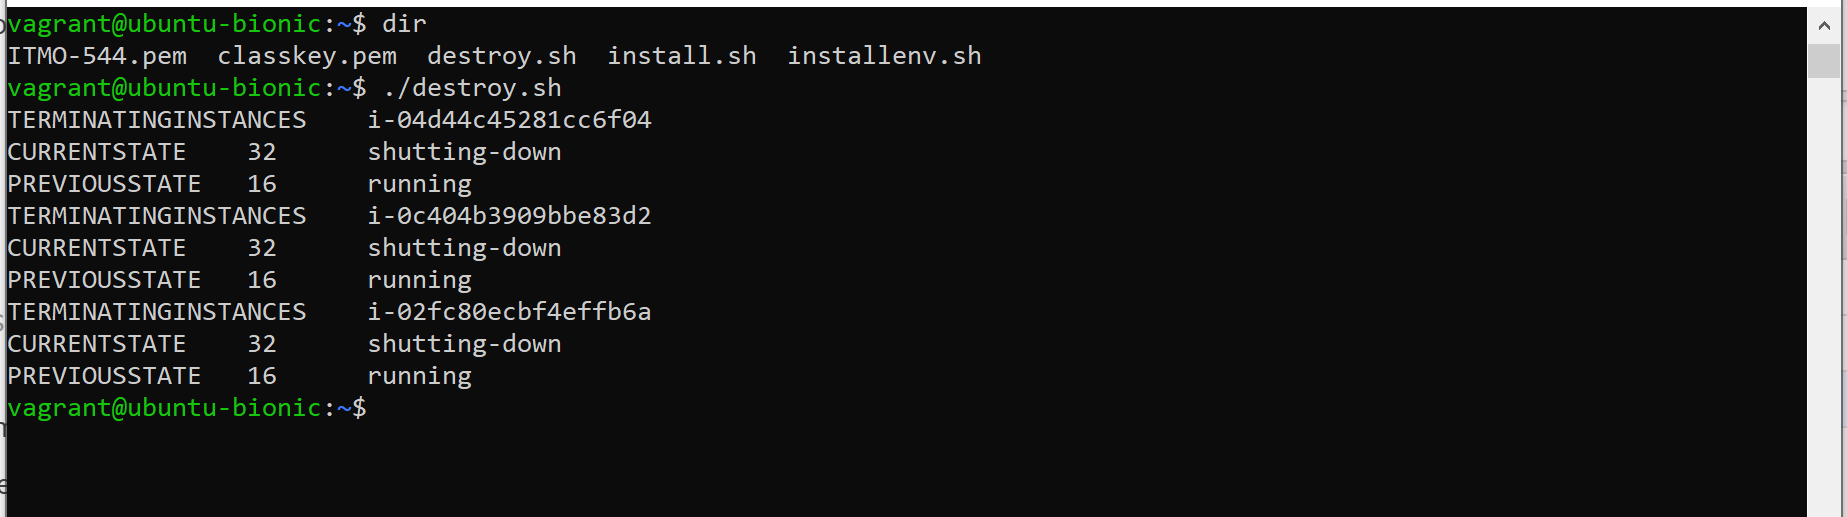 vagrant@ubuntu-bionic:~$ dir
ITMO-544.pem  classkey.pem  destroy.sh  install.sh  installenv.sh
vagrant@ubuntu-bionic:~$ ./destroy.sh
TERMINATINGINSTANCES    i-04d44c45281cc6f04
CURRENTSTATE    32      shutting-down
PREVIOUSSTATE   16      running
TERMINATINGINSTANCES    i-0c404b3909bbe83d2
CURRENTSTATE    32      shutting-down
PREVIOUSSTATE   16      running
TERMINATINGINSTANCES    i-02fc80ecbf4effb6a
CURRENTSTATE    32      shutting-down
PREVIOUSSTATE   16      running
vagrant@ubuntu-bionic:~$